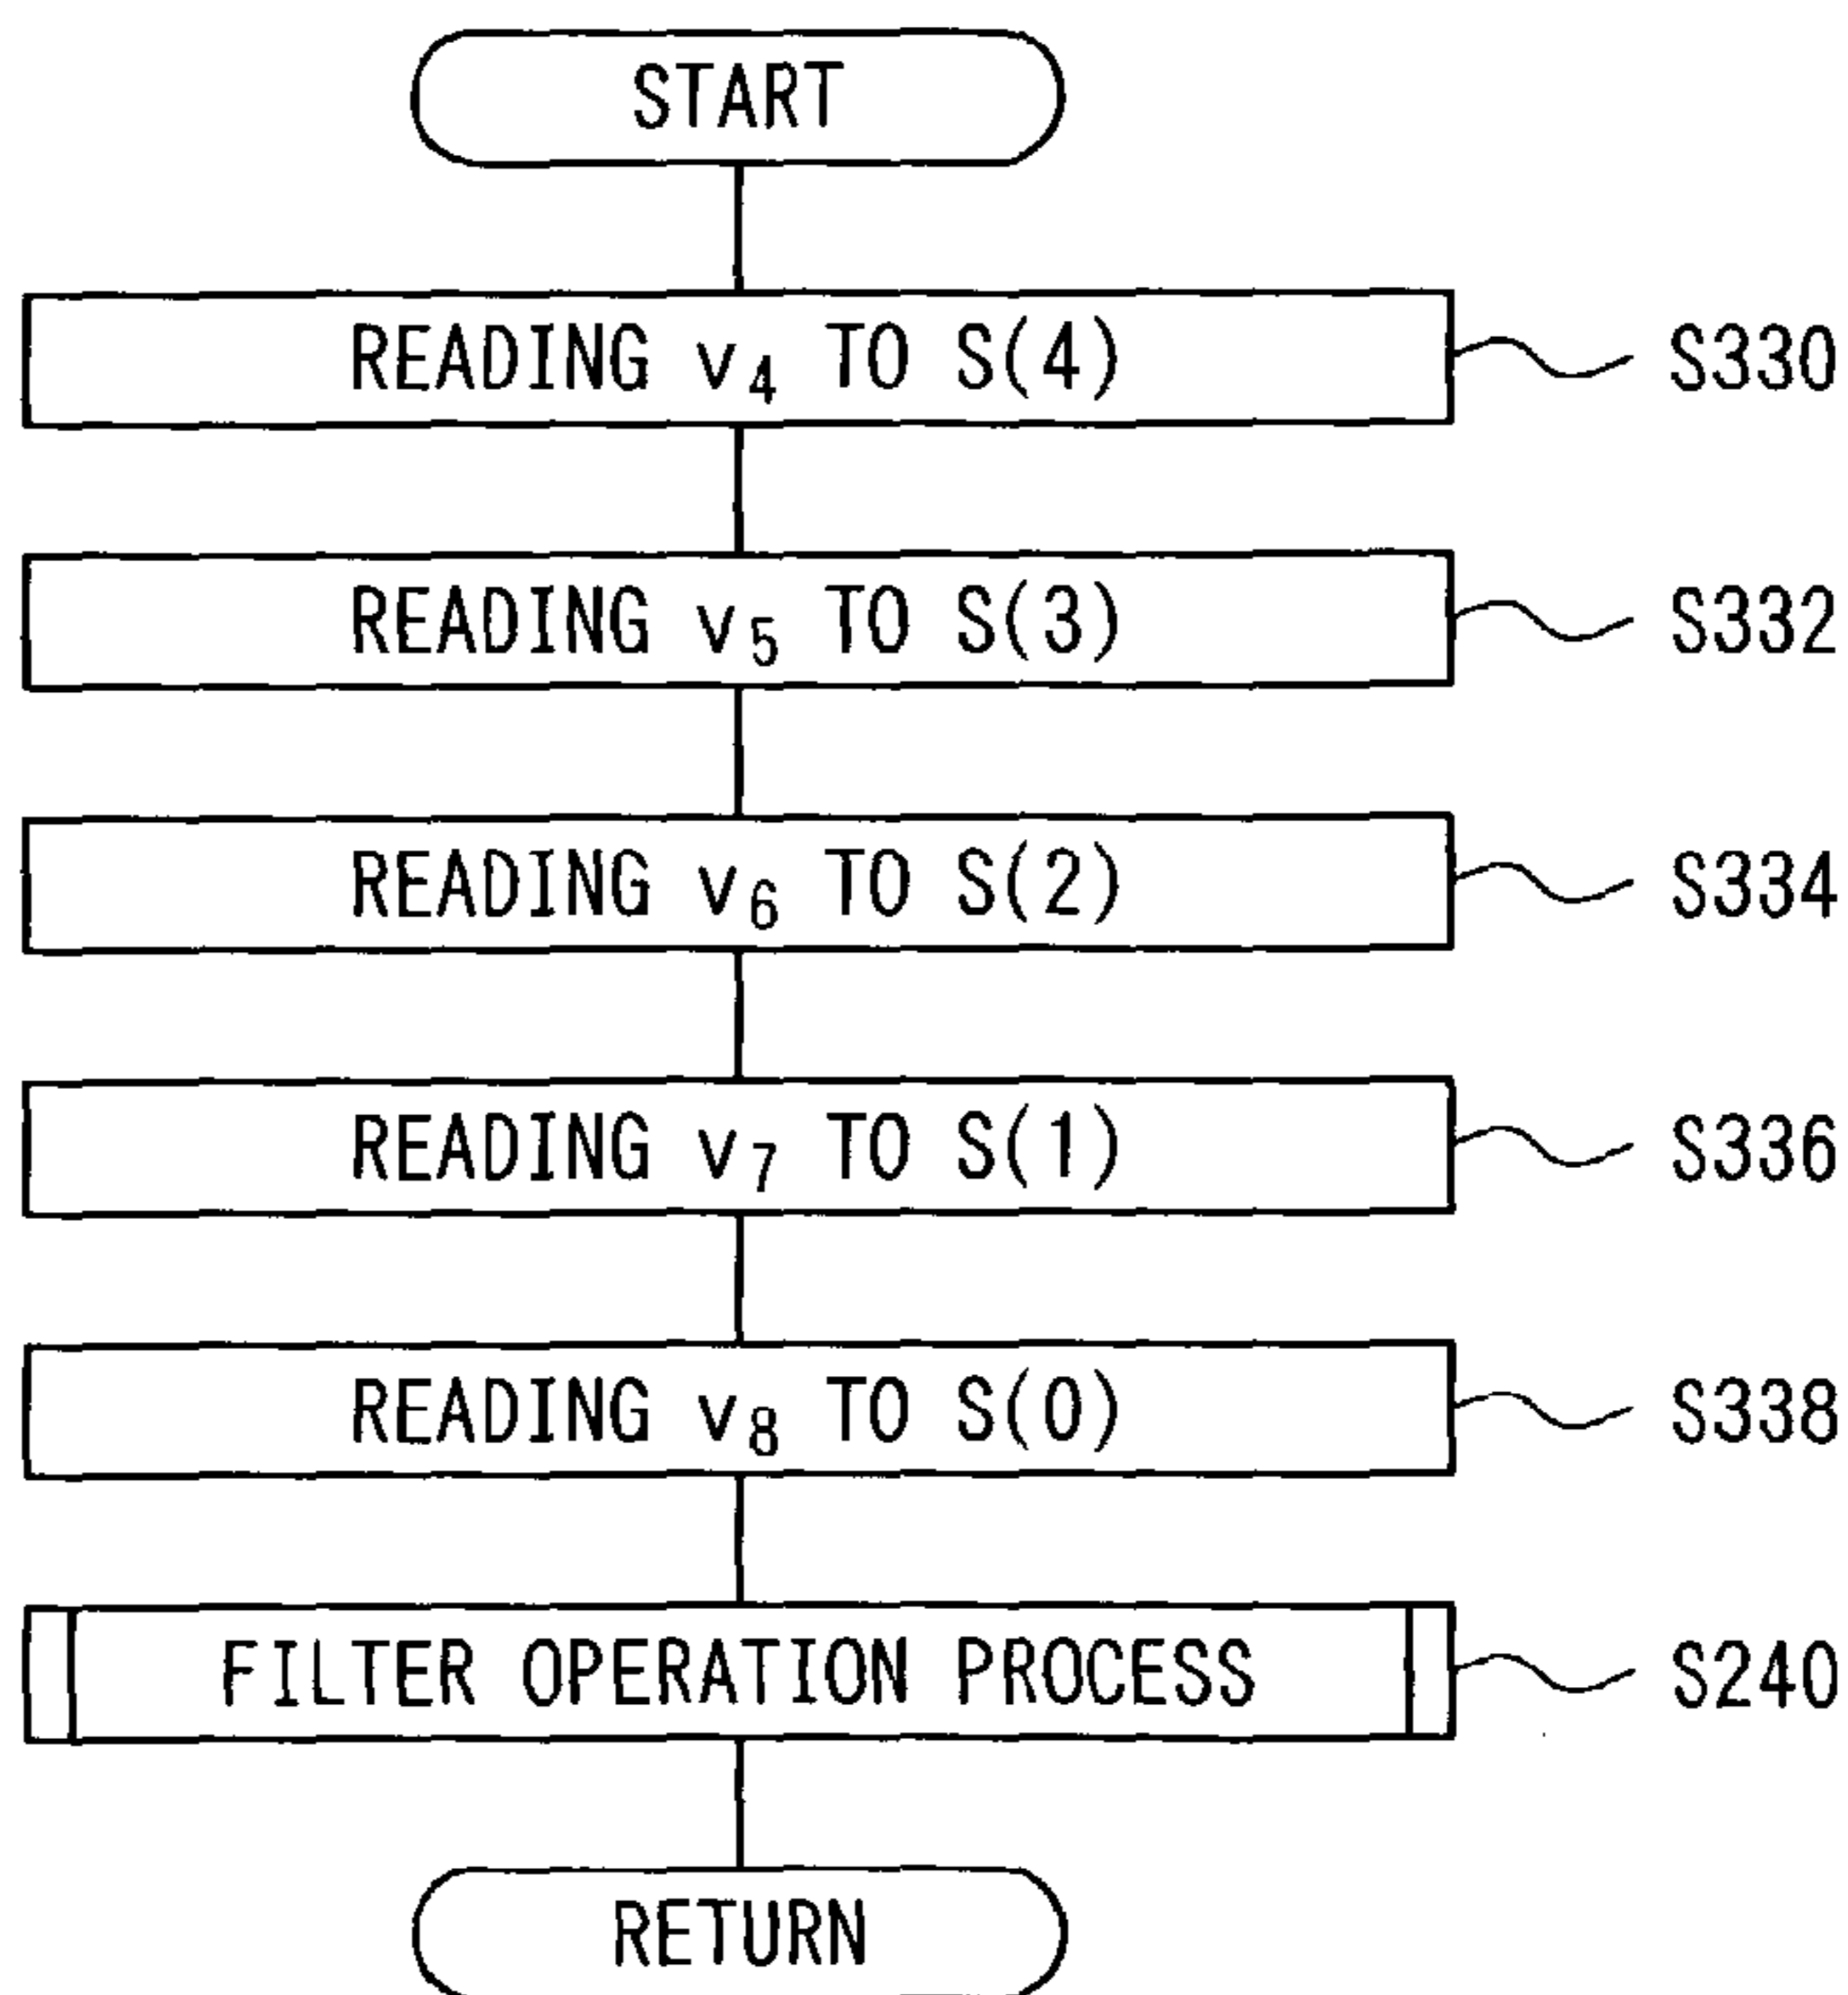 START
READING v₄ TO S(4) S330
READING v₅ TO S(3) S332
READING v₆ TO S(2) S334
READING v₇ TO S(1) S336
READING v₈ TO S(0) S338
FILTER OPERATION PROCESS S240
RETURN